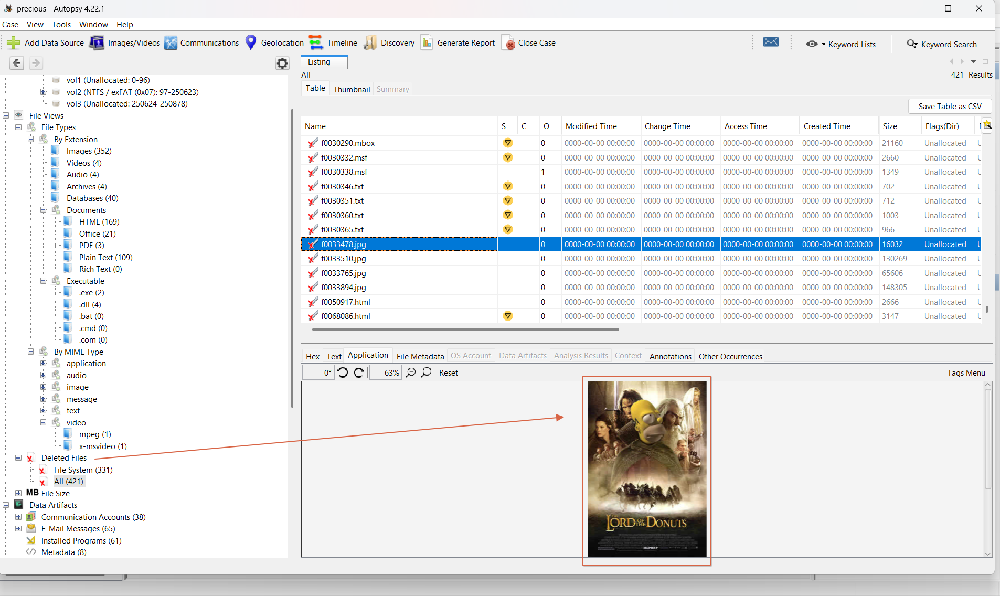 precious - Autopsy 4.22.1
Case View Tools Window Help
Add Data Source Images/Videos Communications Geolocation Timeline Discovery Generate Report Close Case Keyword Lists Keyword Search
vol1 (Unallocated: 0-96)
vol2 (NTFS / exFAT (0x07): 97-250623)
vol3 (Unallocated: 250624-250878)
File Views
File Types
By Extension
Images (352)
Videos (4)
Audio (4)
Archives (4)
Databases (40)
Documents
HTML (169)
Office (21)
PDF (3)
Plain Text (109)
Rich Text (0)
Executable
.exe (2)
.dll (4)
.bat (0)
.cmd (0)
.com (0)
By MIME Type
application
audio
image
message
text
video
mpeg (1)
x-msvideo (1)
Deleted Files
File System (331)
All (421)
MB File Size
Data Artifacts
Communication Accounts (38)
E-Mail Messages (65)
Installed Programs (61)
Metadata (8)
Listing
All 421 Results
Table Thumbnail Summary
Save Table as CSV
Name S C O Modified Time Change Time Access Time Created Time Size Flags(Dir) F
f0030290.mbox 0 0000-00-00 00:00:00 0000-00-00 00:00:00 0000-00-00 00:00:00 0000-00-00 00:00:00 21160 Unallocated U
f0030332.msf 0 0000-00-00 00:00:00 0000-00-00 00:00:00 0000-00-00 00:00:00 0000-00-00 00:00:00 2660 Unallocated U
f0030338.msf 1 0000-00-00 00:00:00 0000-00-00 00:00:00 0000-00-00 00:00:00 0000-00-00 00:00:00 1349 Unallocated U
f0030346.txt 0 0000-00-00 00:00:00 0000-00-00 00:00:00 0000-00-00 00:00:00 0000-00-00 00:00:00 702 Unallocated U
f0030351.txt 0 0000-00-00 00:00:00 0000-00-00 00:00:00 0000-00-00 00:00:00 0000-00-00 00:00:00 712 Unallocated U
f0030360.txt 0 0000-00-00 00:00:00 0000-00-00 00:00:00 0000-00-00 00:00:00 0000-00-00 00:00:00 1003 Unallocated U
f0030365.txt 0 0000-00-00 00:00:00 0000-00-00 00:00:00 0000-00-00 00:00:00 0000-00-00 00:00:00 966 Unallocated U
f0033478.jpg 0 0000-00-00 00:00:00 0000-00-00 00:00:00 0000-00-00 00:00:00 0000-00-00 00:00:00 16032 Unallocated U
f0033510.jpg 0 0000-00-00 00:00:00 0000-00-00 00:00:00 0000-00-00 00:00:00 0000-00-00 00:00:00 130269 Unallocated U
f0033765.jpg 0 0000-00-00 00:00:00 0000-00-00 00:00:00 0000-00-00 00:00:00 0000-00-00 00:00:00 65606 Unallocated U
f0033894.jpg 0 0000-00-00 00:00:00 0000-00-00 00:00:00 0000-00-00 00:00:00 0000-00-00 00:00:00 148305 Unallocated U
f0050917.html 0 0000-00-00 00:00:00 0000-00-00 00:00:00 0000-00-00 00:00:00 0000-00-00 00:00:00 2666 Unallocated U
f0068086.html 0 0000-00-00 00:00:00 0000-00-00 00:00:00 0000-00-00 00:00:00 0000-00-00 00:00:00 3147 Unallocated U
Hex Text Application File Metadata OS Account Data Artifacts Analysis Results Context Annotations Other Occurrences
0° 63% Reset Tags Menu
THE LORD OF THE DONUTS